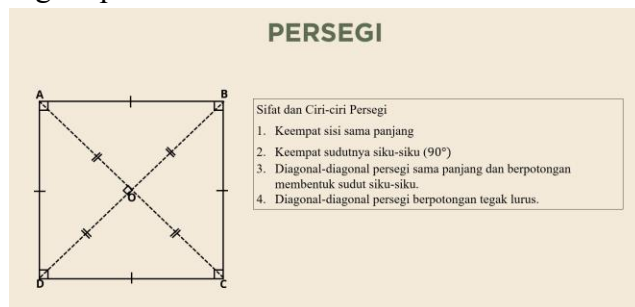 PERSEGI
A
B
Sifat dan Ciri-ciri Persegi
1. Keempat sisi sama panjang
2. Keempat sudutnya siku-siku (90°)
3. Diagonal-diagonal persegi sama panjang dan berpotongan
membentuk sudut siku-siku.
4. Diagonal-diagonal persegi berpotongan tegak lurus.
O
D
C